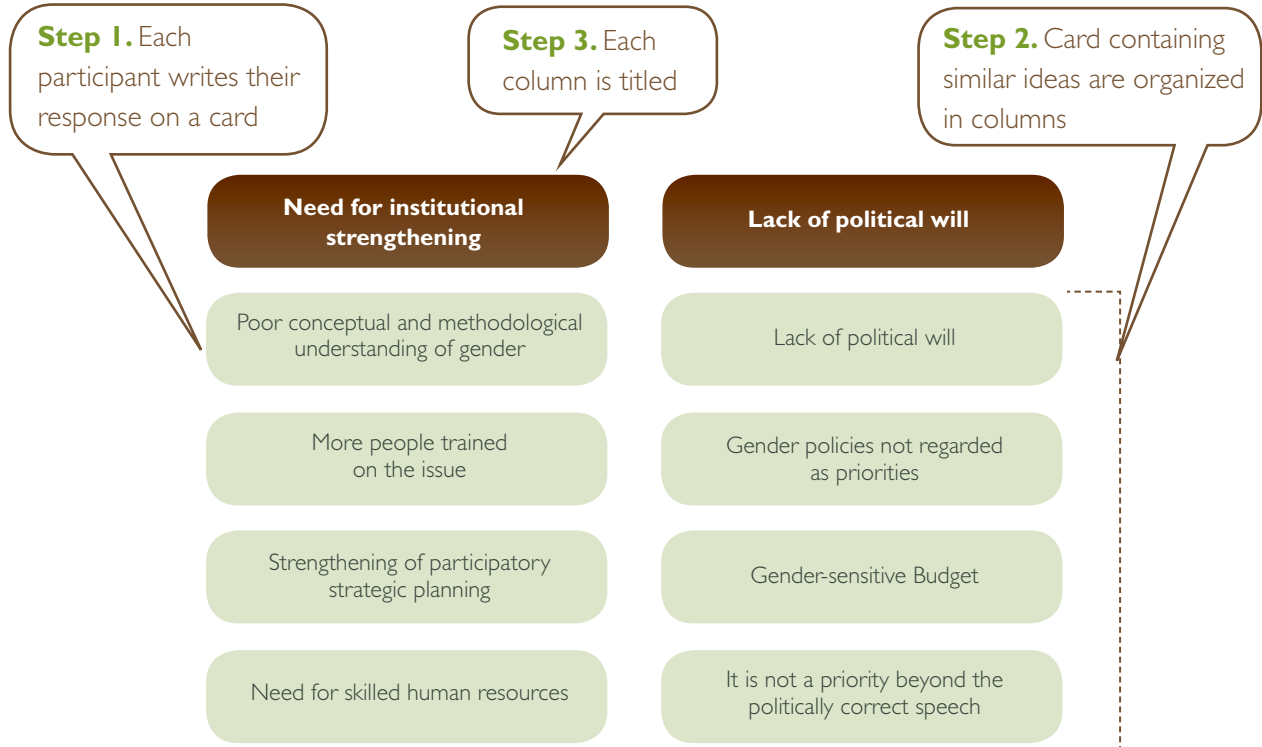 Step 1. Each
participant writes their
response on a card
Step 3. Each
column is titled
Step 2. Card containing
similar ideas are organized
in columns
Need for institutional
strengthening
Lack of political will
Poor conceptual and methodological
understanding of gender
Lack of political will
More people trained
on the issue
Gender policies not regarded
as priorities
Strengthening of participatory
strategic planning
Gender-sensitive Budget
Need for skilled human resources
It is not a priority beyond the
politically correct speech